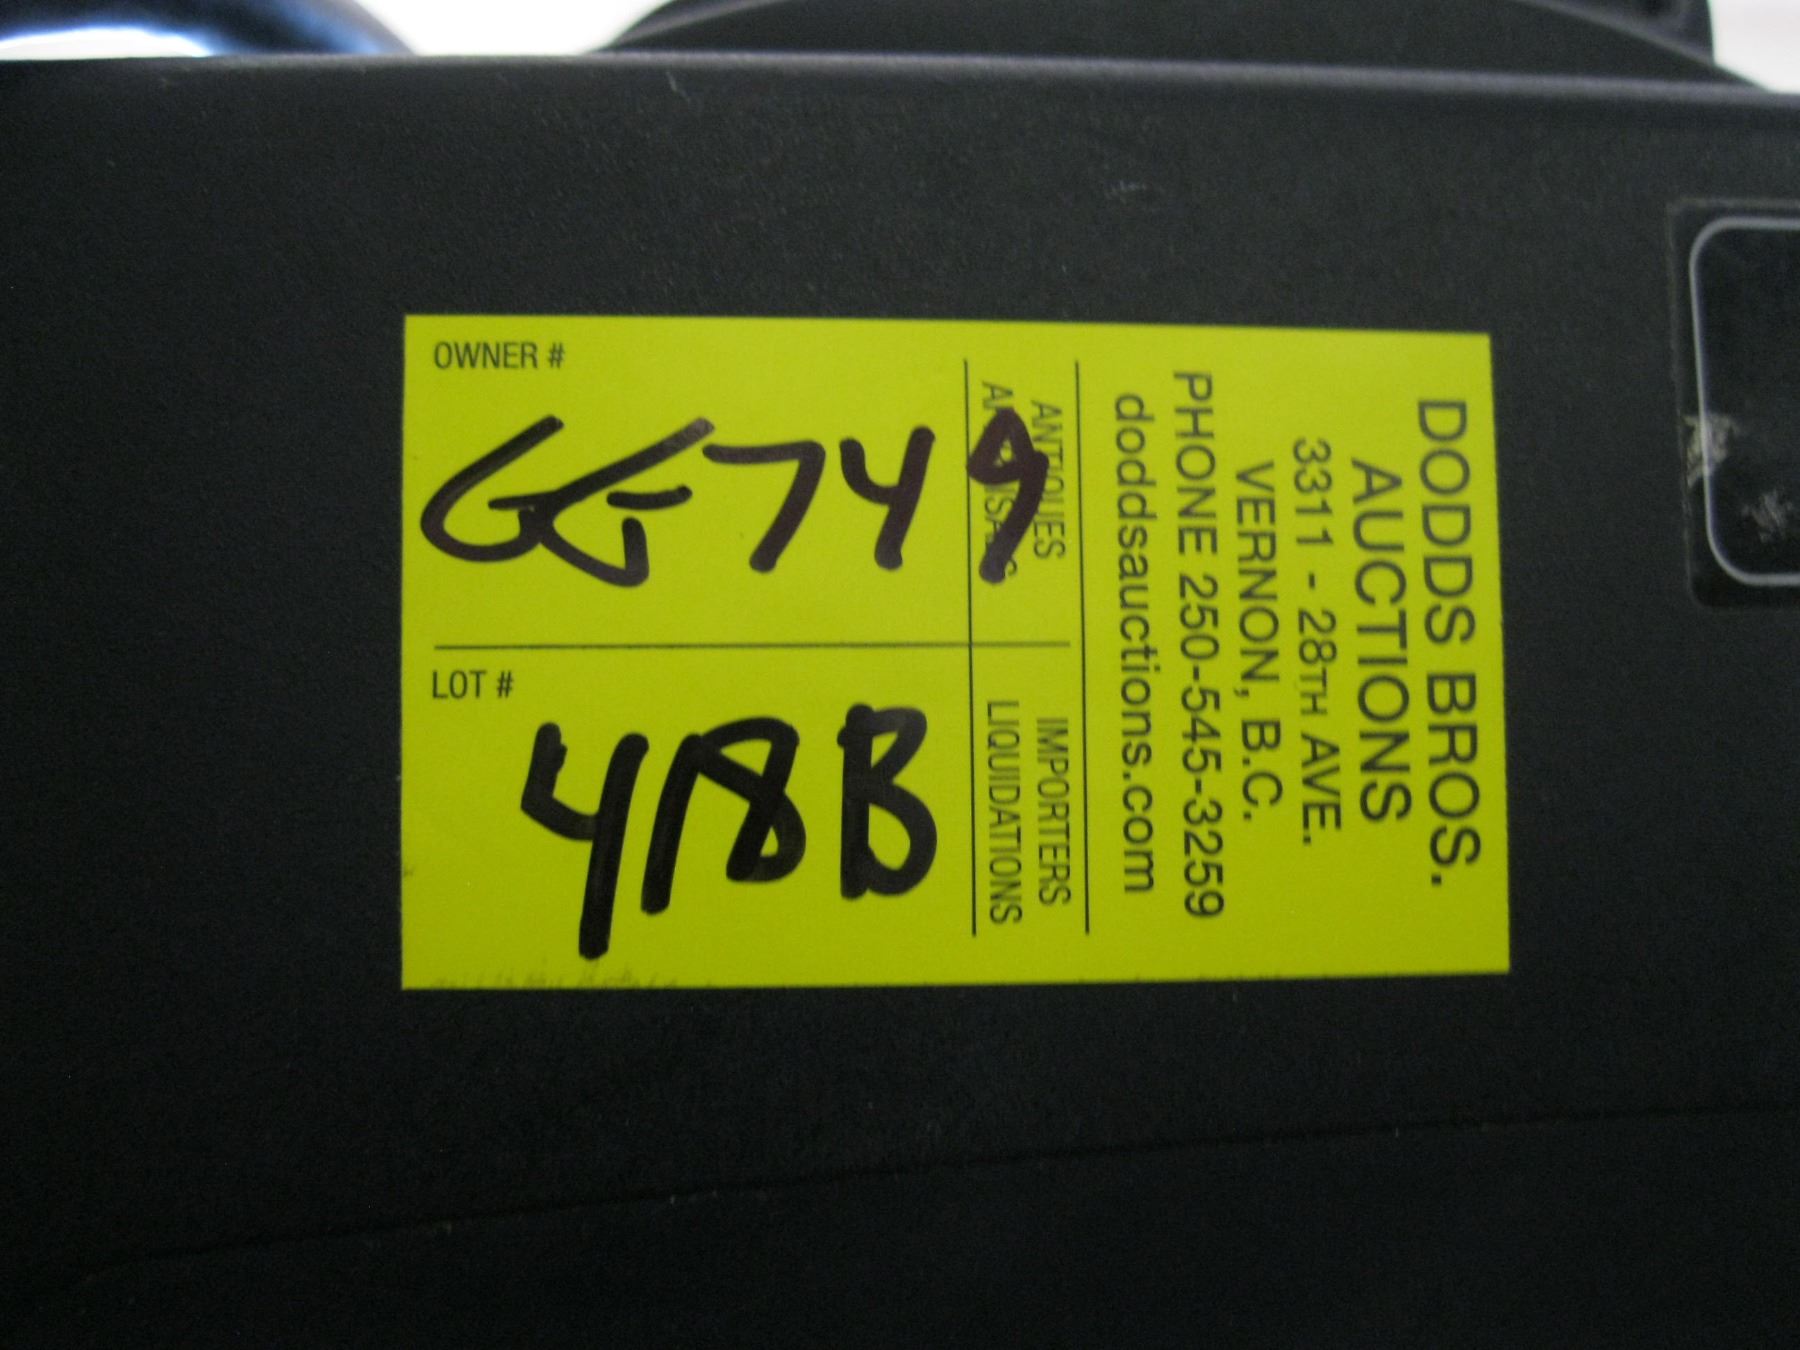 DODDS BROS.
AUCTIONS
3311 - 28TH AVE.
VERNON, B.C.
PHONE 250-545-3259
doddsauctions.com
ANTIQUES
IMPORTERS
APPRAISALS
LIQUIDATIONS
OWNER #
GG749
LOT #
418B